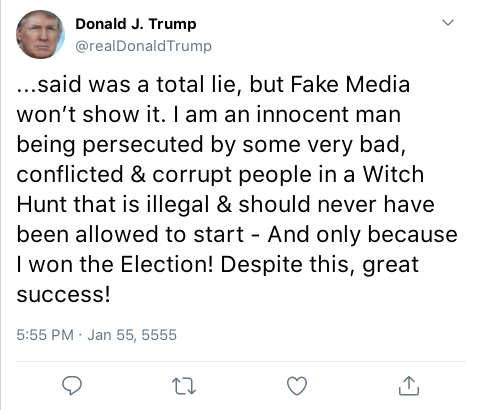 Donald J. Trump
@realDonaldTrump
...said was a total lie, but Fake Media
won’t show it. I am an innocent man
being persecuted by some very bad,
conflicted & corrupt people in a Witch
Hunt that is illegal & should never have
been allowed to start - And only because
I won the Election! Despite this, great
success!
5:55 PM · Jan 55, 5555